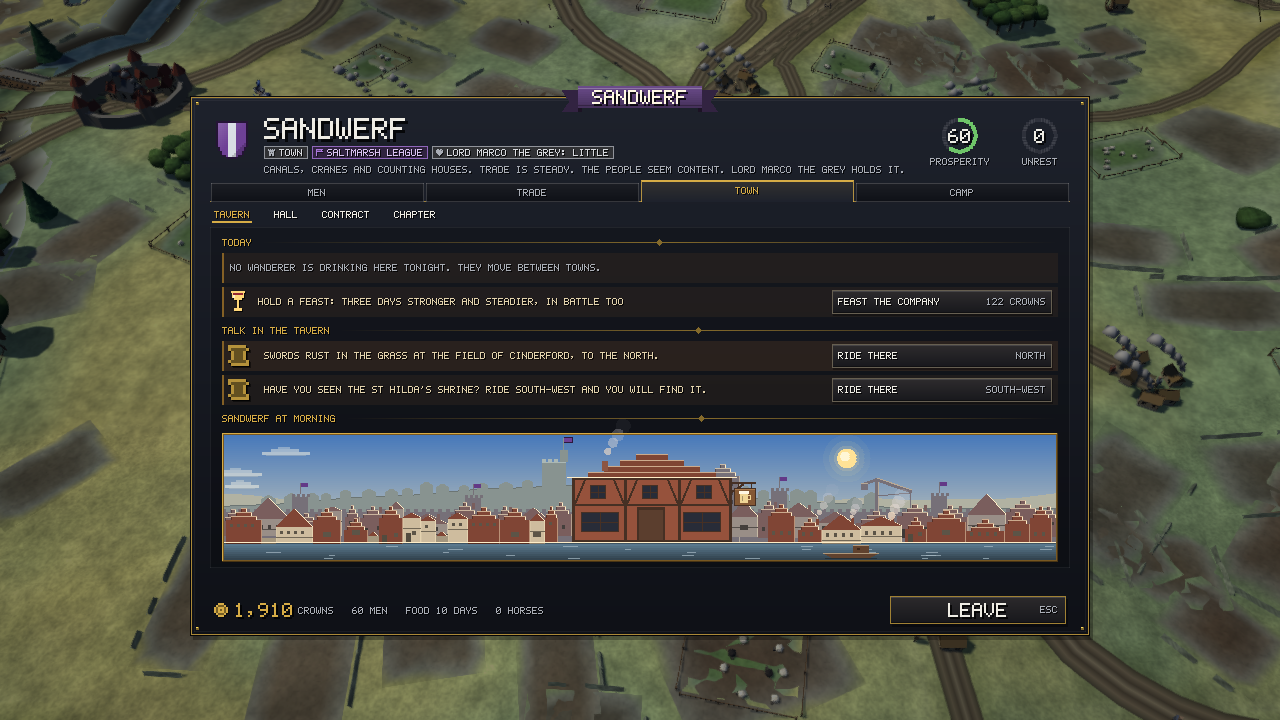 SANDWERF
SANDWERF
TOWN SALTMARSH LEAGUE LORD MARCO THE GREY: LITTLE
60 0
PROSPERITY UNREST
CANALS, CRANES AND COUNTING HOUSES. TRADE IS STEADY. THE PEOPLE SEEM CONTENT. LORD MARCO THE GREY HOLDS IT.
MEN TRADE TOWN CAMP
TAVERN HALL CONTRACT CHAPTER
TODAY
NO WANDERER IS DRINKING HERE TONIGHT. THEY MOVE BETWEEN TOWNS.
HOLD A FEAST: THREE DAYS STRONGER AND STEADIER, IN BATTLE TOO FEAST THE COMPANY 122 CROWNS
TALK IN THE TAVERN
SWORDS RUST IN THE GRASS AT THE FIELD OF CINDERFORD, TO THE NORTH. RIDE THERE NORTH
HAVE YOU SEEN THE ST HILDA'S SHRINE? RIDE SOUTH-WEST AND YOU WILL FIND IT. RIDE THERE SOUTH-WEST
SANDWERF AT MORNING
1,910 CROWNS 60 MEN FOOD 10 DAYS 0 HORSES LEAVE ESC